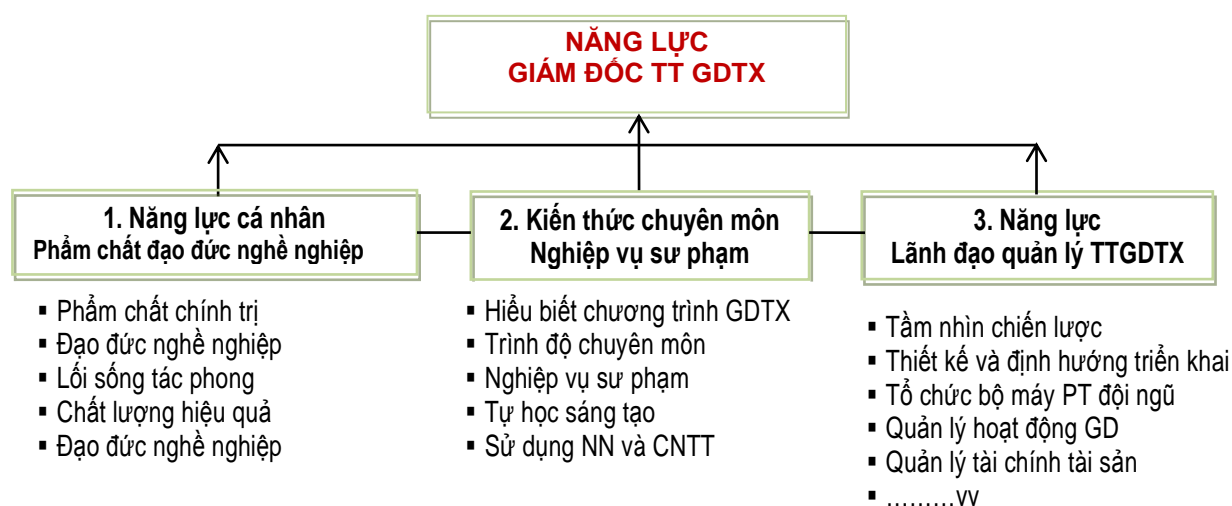 NĂNG LỰC
GIÁM ĐỐC TT GDTX
1. Năng lực cá nhân
Phẩm chất đạo đức nghề nghiệp
▪ Phẩm chất chính trị
▪ Đạo đức nghề nghiệp
▪ Lối sống tác phong
▪ Chất lượng hiệu quả
▪ Đạo đức nghề nghiệp
2. Kiến thức chuyên môn
Nghiệp vụ sư phạm
▪ Hiểu biết chương trình GDTX
▪ Trình độ chuyên môn
▪ Nghiệp vụ sư phạm
▪ Tự học sáng tạo
▪ Sử dụng NN và CNTT
3. Năng lực
Lãnh đạo quản lý TTGDTX
▪ Tầm nhìn chiến lược
▪ Thiết kế và định hướng triển khai
▪ Tổ chức bộ máy PT đội ngũ
▪ Quản lý hoạt động GD
▪ Quản lý tài chính tài sản
▪ ………vv